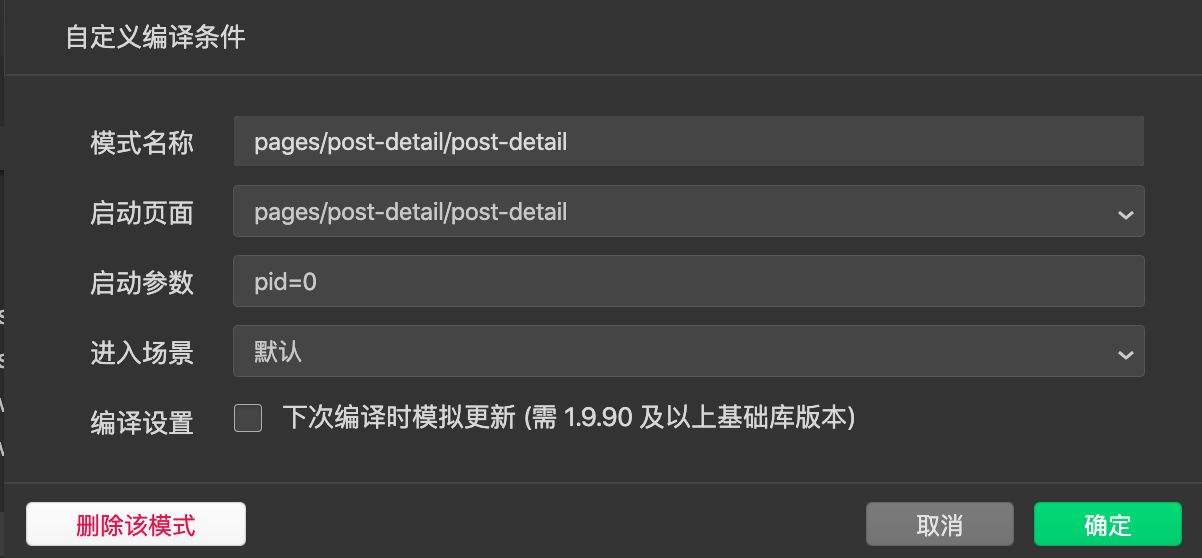 自定义编译条件
模式名称 pages/post-detail/post-detail
启动页面 pages/post-detail/post-detail
启动参数 pid=0
进入场景 默认
编译设置 下次编译时模拟更新 (需 1.9.90 及以上基础库版本)
删除该模式 取消 确定